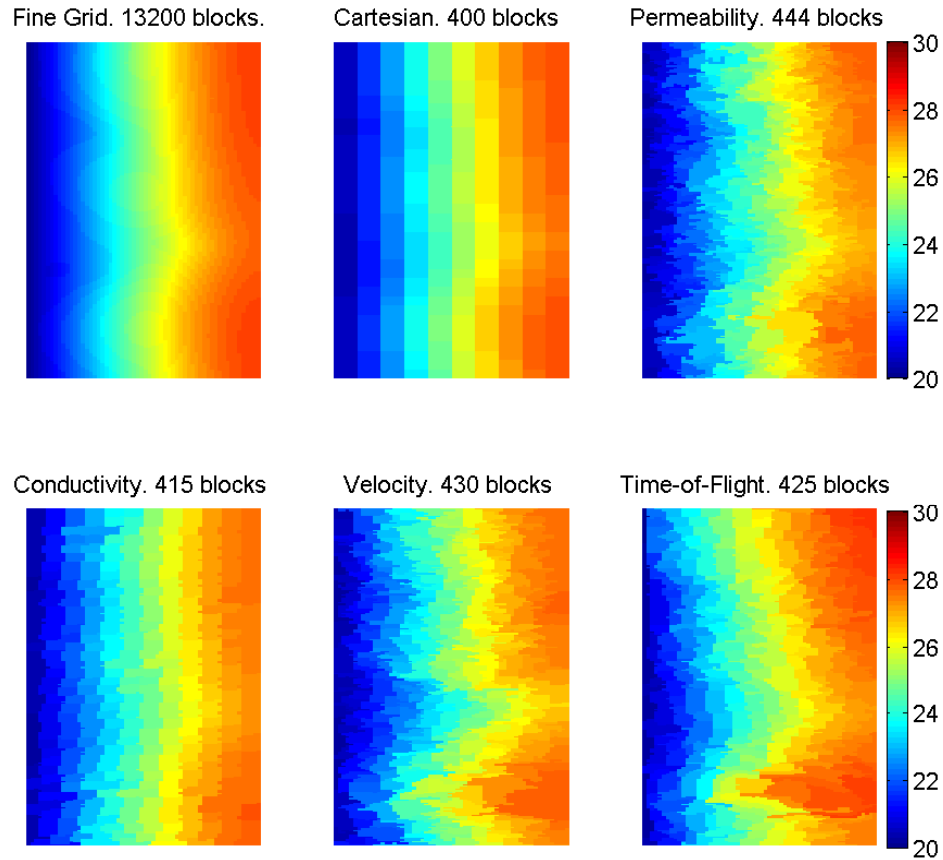 Fine Grid. 13200 blocks.
Cartesian. 400 blocks
Permeability. 444 blocks
30
28
26
24
22
20
Conductivity. 415 blocks
Velocity. 430 blocks
Time-of-Flight. 425 blocks
30
28
26
24
22
20